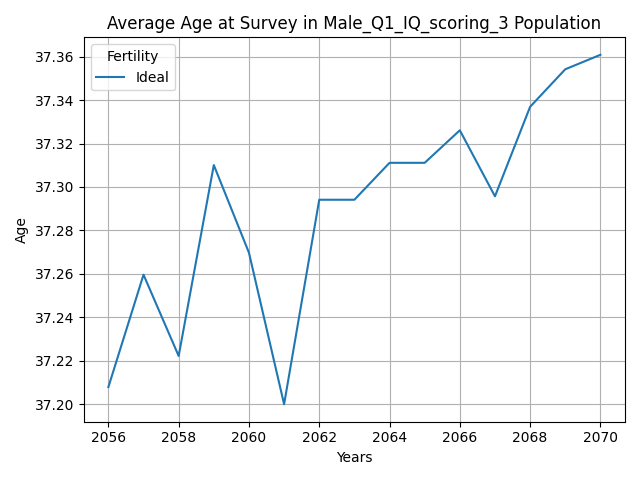 Average Age at Survey in Male_Q1_IQ_scoring_3 Population
Fertility
Ideal
Age
37.36
37.34
37.32
37.30
37.28
37.26
37.24
37.22
37.20
2056 2058 2060 2062 2064 2066 2068 2070
Years